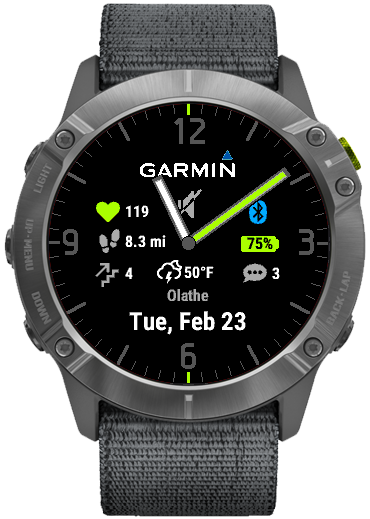 12
GARMIN
LIGHT
119
8.3 mi
75%
9
3
UP·MENU
4
50°F
3
Olathe
DOWN
BACK·LAP
Tue, Feb 23
6